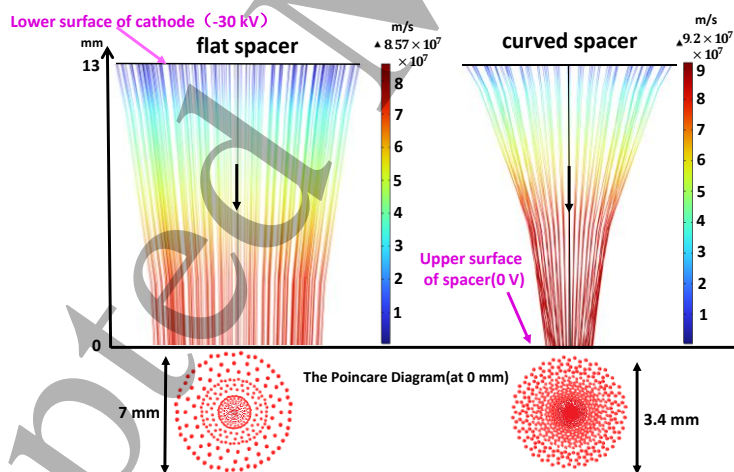 Lower surface of cathode（-30 kV）
mm
13
flat spacer
m/s
▲ 8.57×10⁷
×10⁷
8
7
6
5
4
3
2
1
curved spacer
m/s
▲9.2×10⁷
×10⁷
9
8
7
6
5
4
3
2
1
Upper surface
of spacer(0 V)
0
The Poincare Diagram(at 0 mm)
7 mm
3.4 mm
pted M